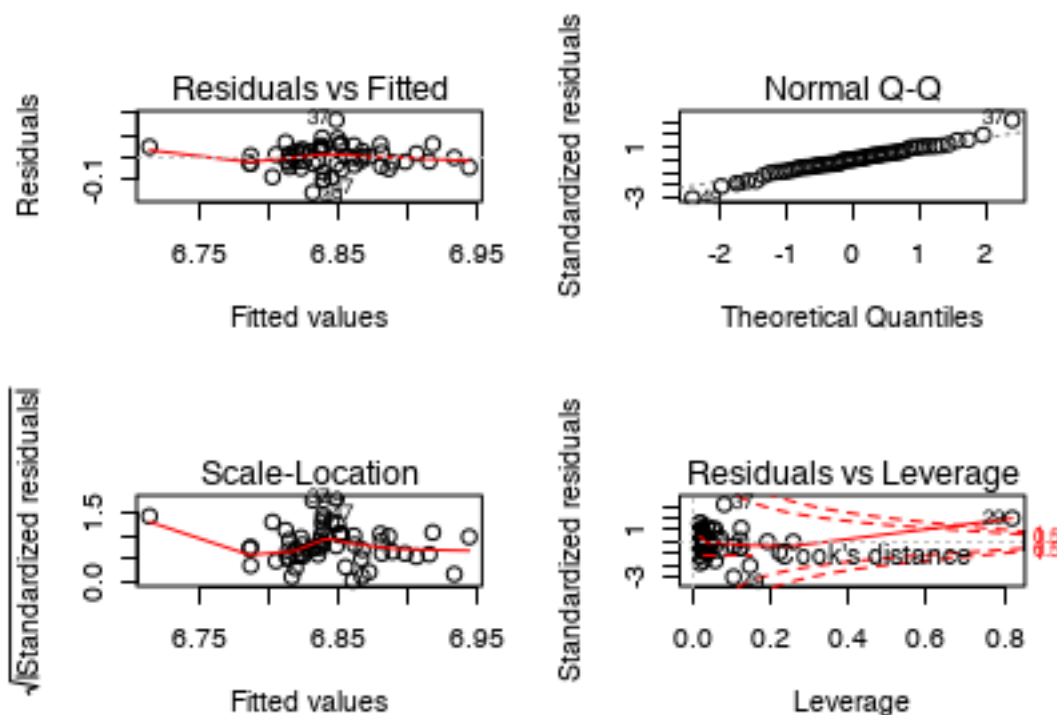 Residuals vs Fitted
Residuals
-0.1
37
6.75 6.85 6.95
Fitted values
Normal Q-Q
Standardized residuals
-3 1
37
-2 -1 0 1 2
Theoretical Quantiles
Scale-Location
√|Standardized residuals|
0.0 1.5
6.75 6.85 6.95
Fitted values
Residuals vs Leverage
Standardized residuals
-3 1
37
Cook's distance
0.0 0.2 0.4 0.6 0.8
Leverage